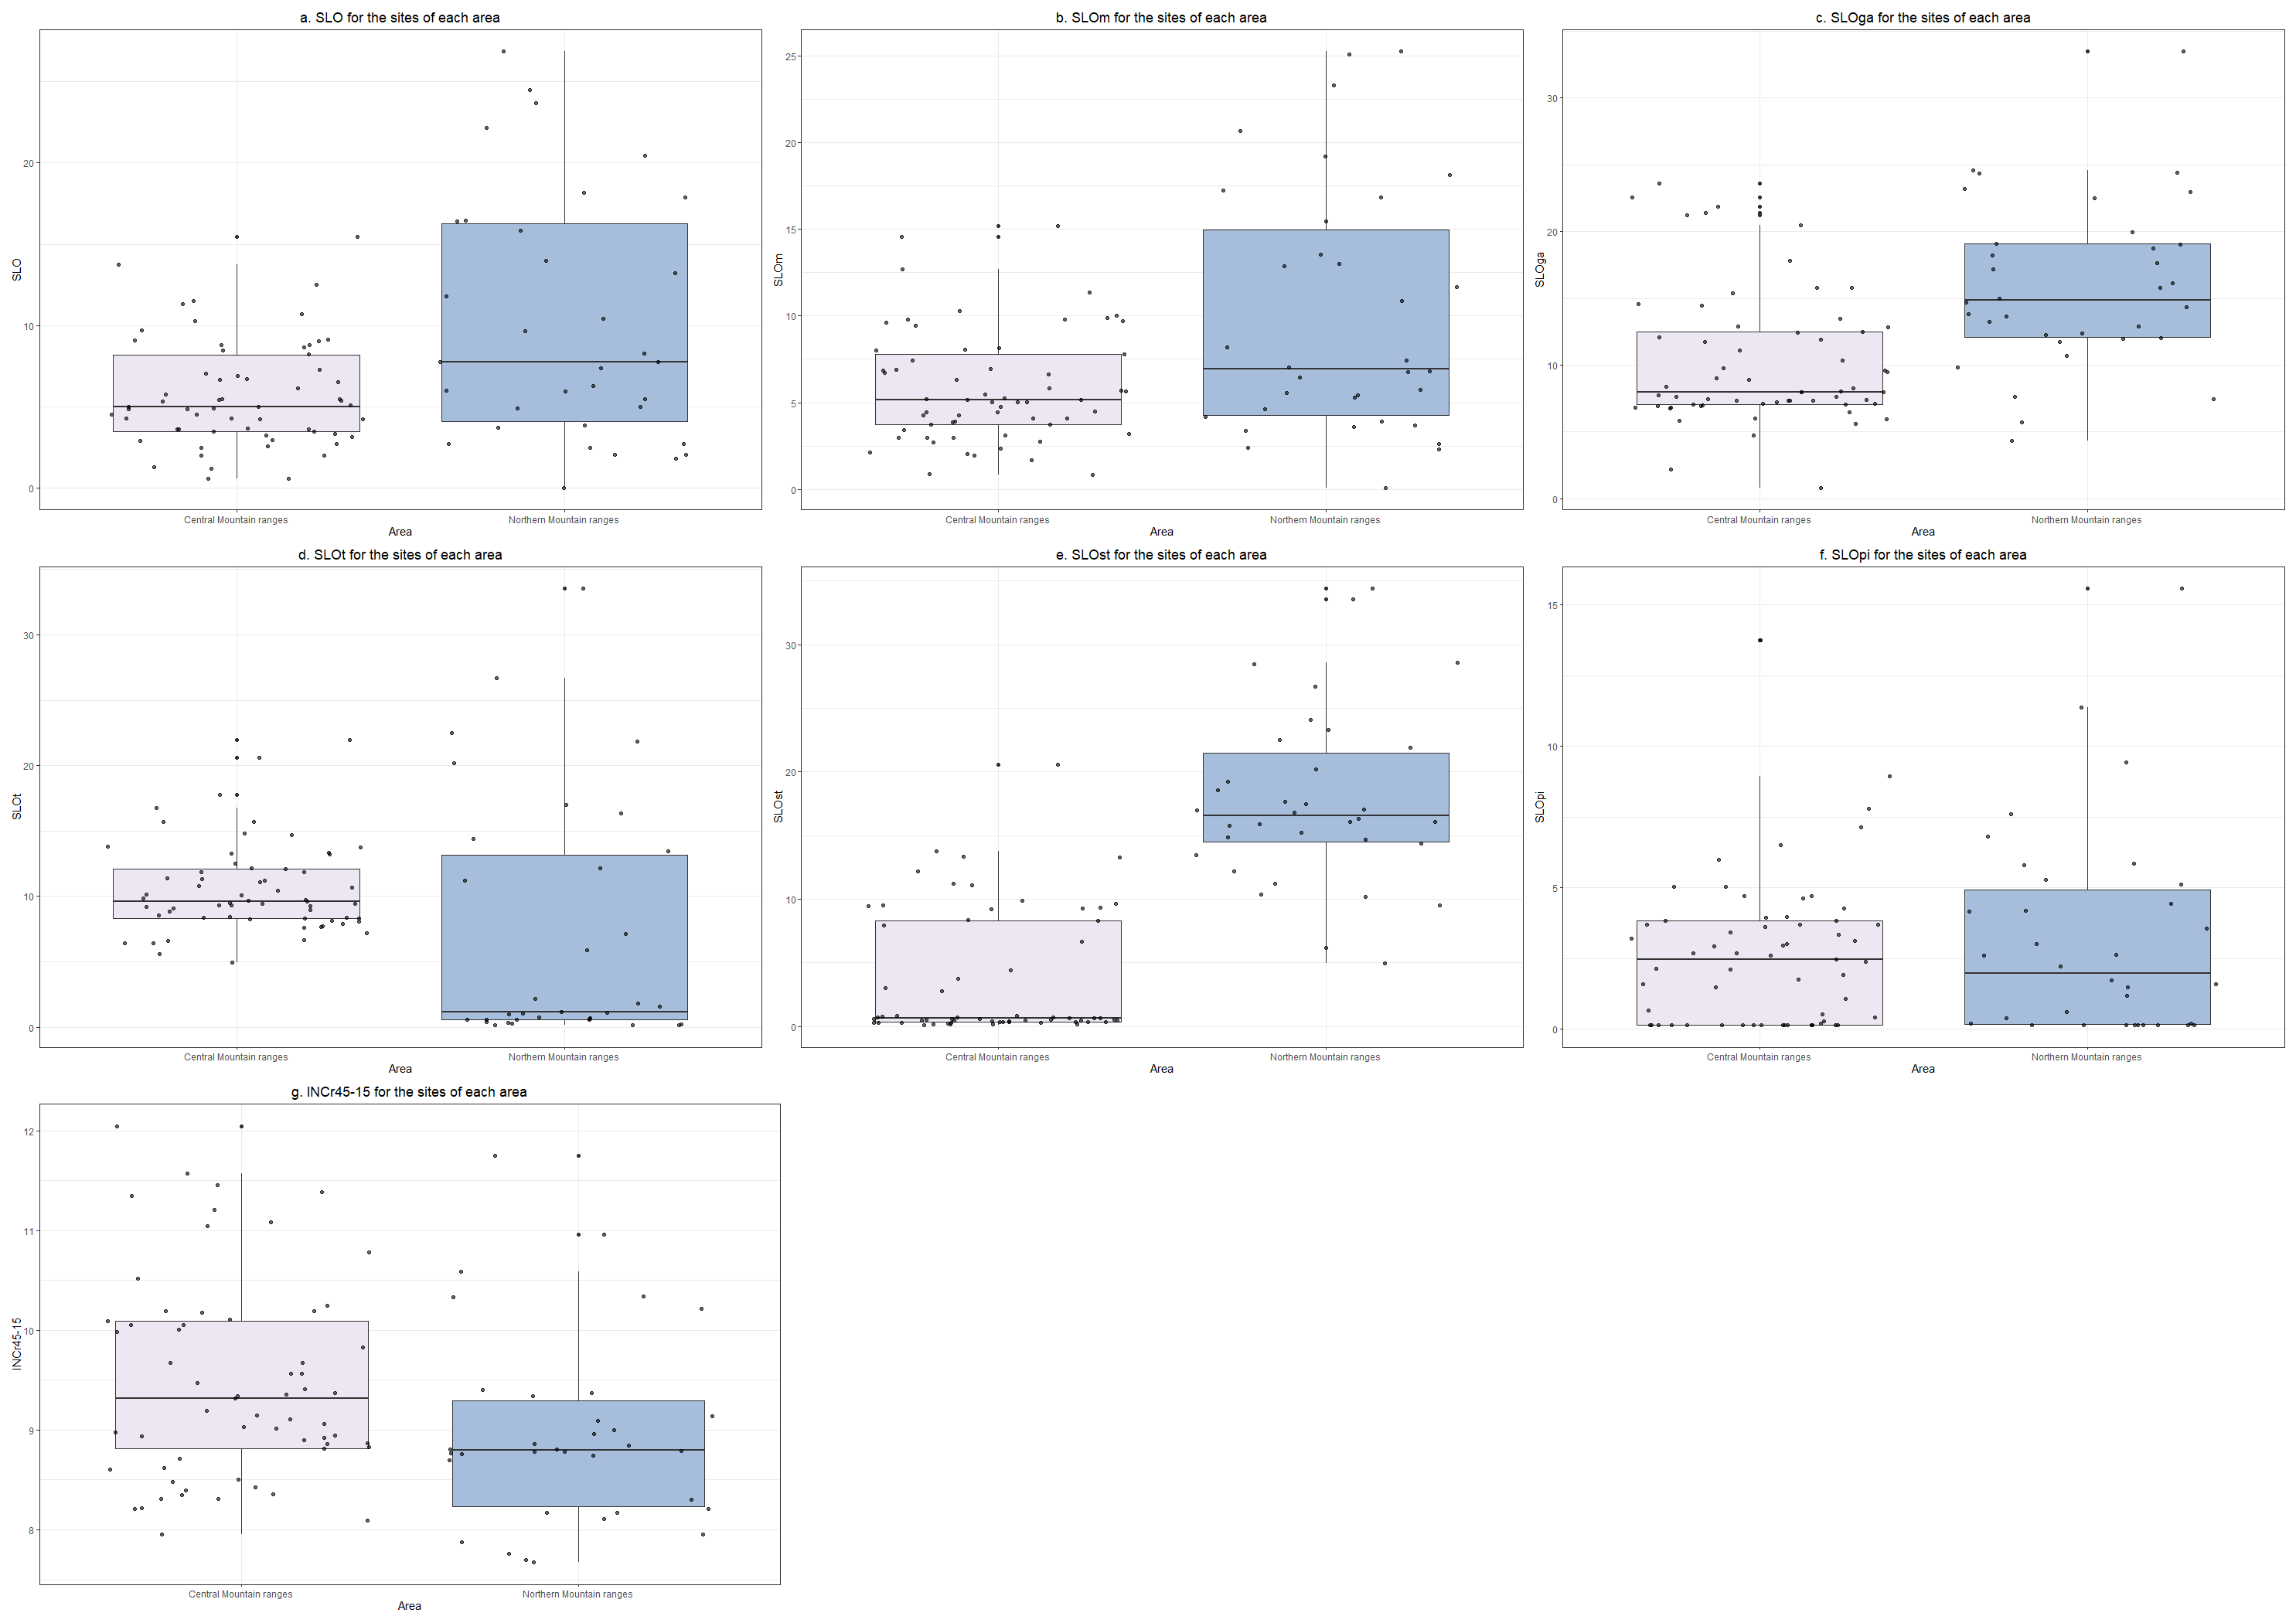 a. SLO for the sites of each area
SLO
20
10
0
Central Mountain ranges
Northern Mountain ranges
Area
b. SLOm for the sites of each area
SLOm
25
20
15
10
5
0
Central Mountain ranges
Northern Mountain ranges
Area
c. SLOga for the sites of each area
SLOga
30
20
10
0
Central Mountain ranges
Northern Mountain ranges
Area
d. SLOt for the sites of each area
SLOt
30
20
10
0
Central Mountain ranges
Northern Mountain ranges
Area
e. SLOst for the sites of each area
SLOst
30
20
10
0
Central Mountain ranges
Northern Mountain ranges
Area
f. SLOpi for the sites of each area
SLOpi
15
10
5
0
Central Mountain ranges
Northern Mountain ranges
Area
g. INCr45-15 for the sites of each area
INCr45-15
12
11
10
9
8
Central Mountain ranges
Northern Mountain ranges
Area